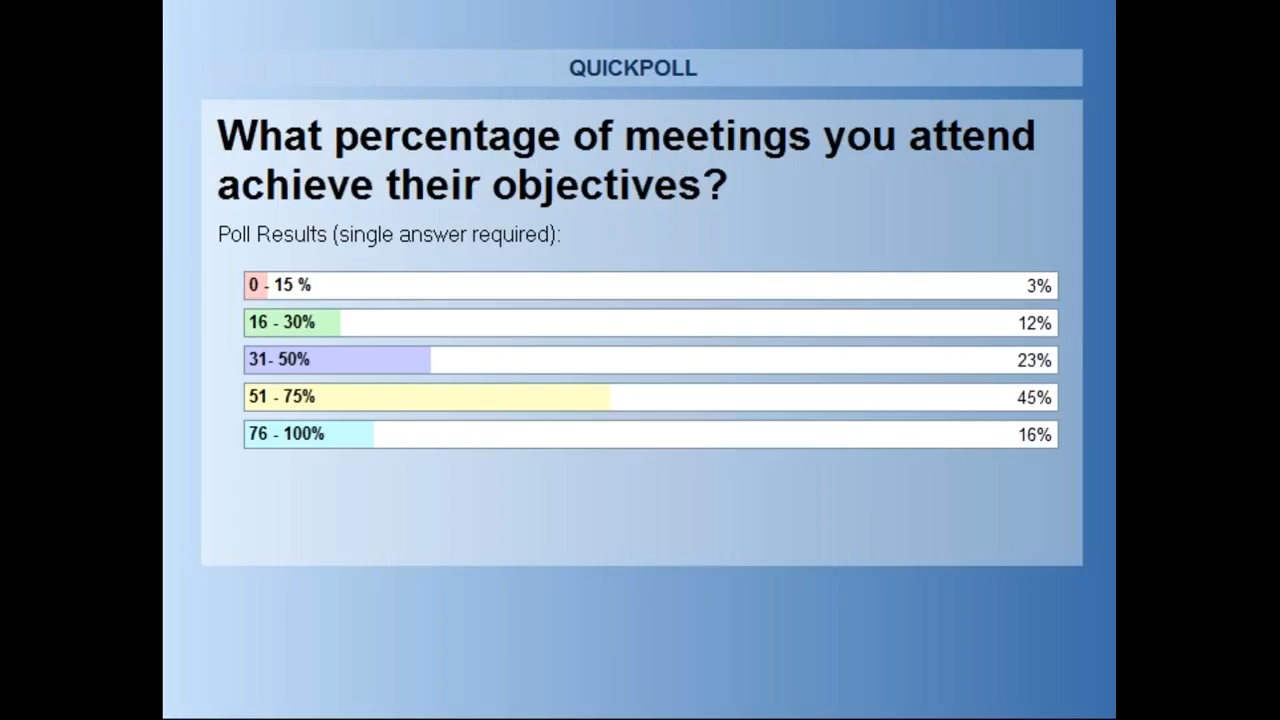 QUICKPOLL
What percentage of meetings you attend
achieve their objectives?
Poll Results (single answer required):
0 - 15 % 3%
16 - 30% 12%
31- 50% 23%
51 - 75% 45%
76 - 100% 16%